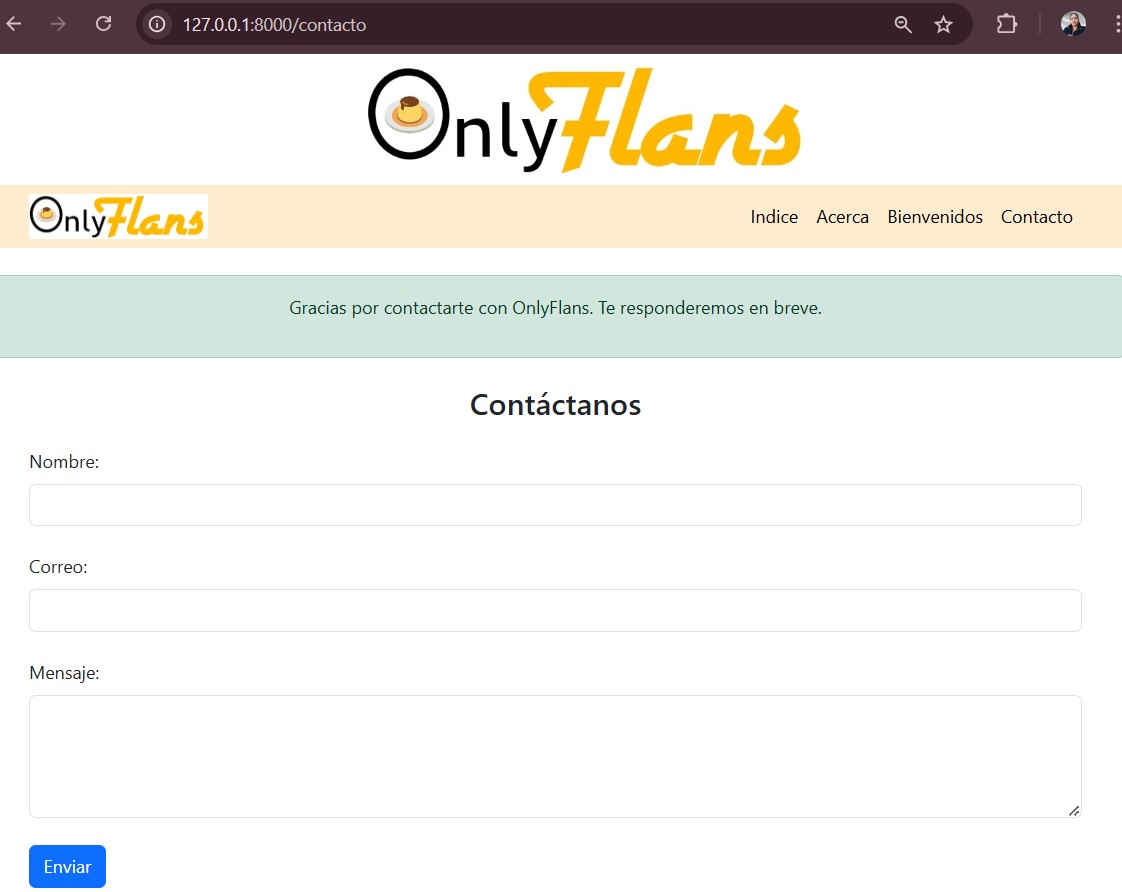 127.0.0.1:8000/contacto
OnlyFlans
OnlyFlans
Indice Acerca Bienvenidos Contacto
Gracias por contactarte con OnlyFlans. Te responderemos en breve.
Contáctanos
Nombre:
Correo:
Mensaje:
Enviar